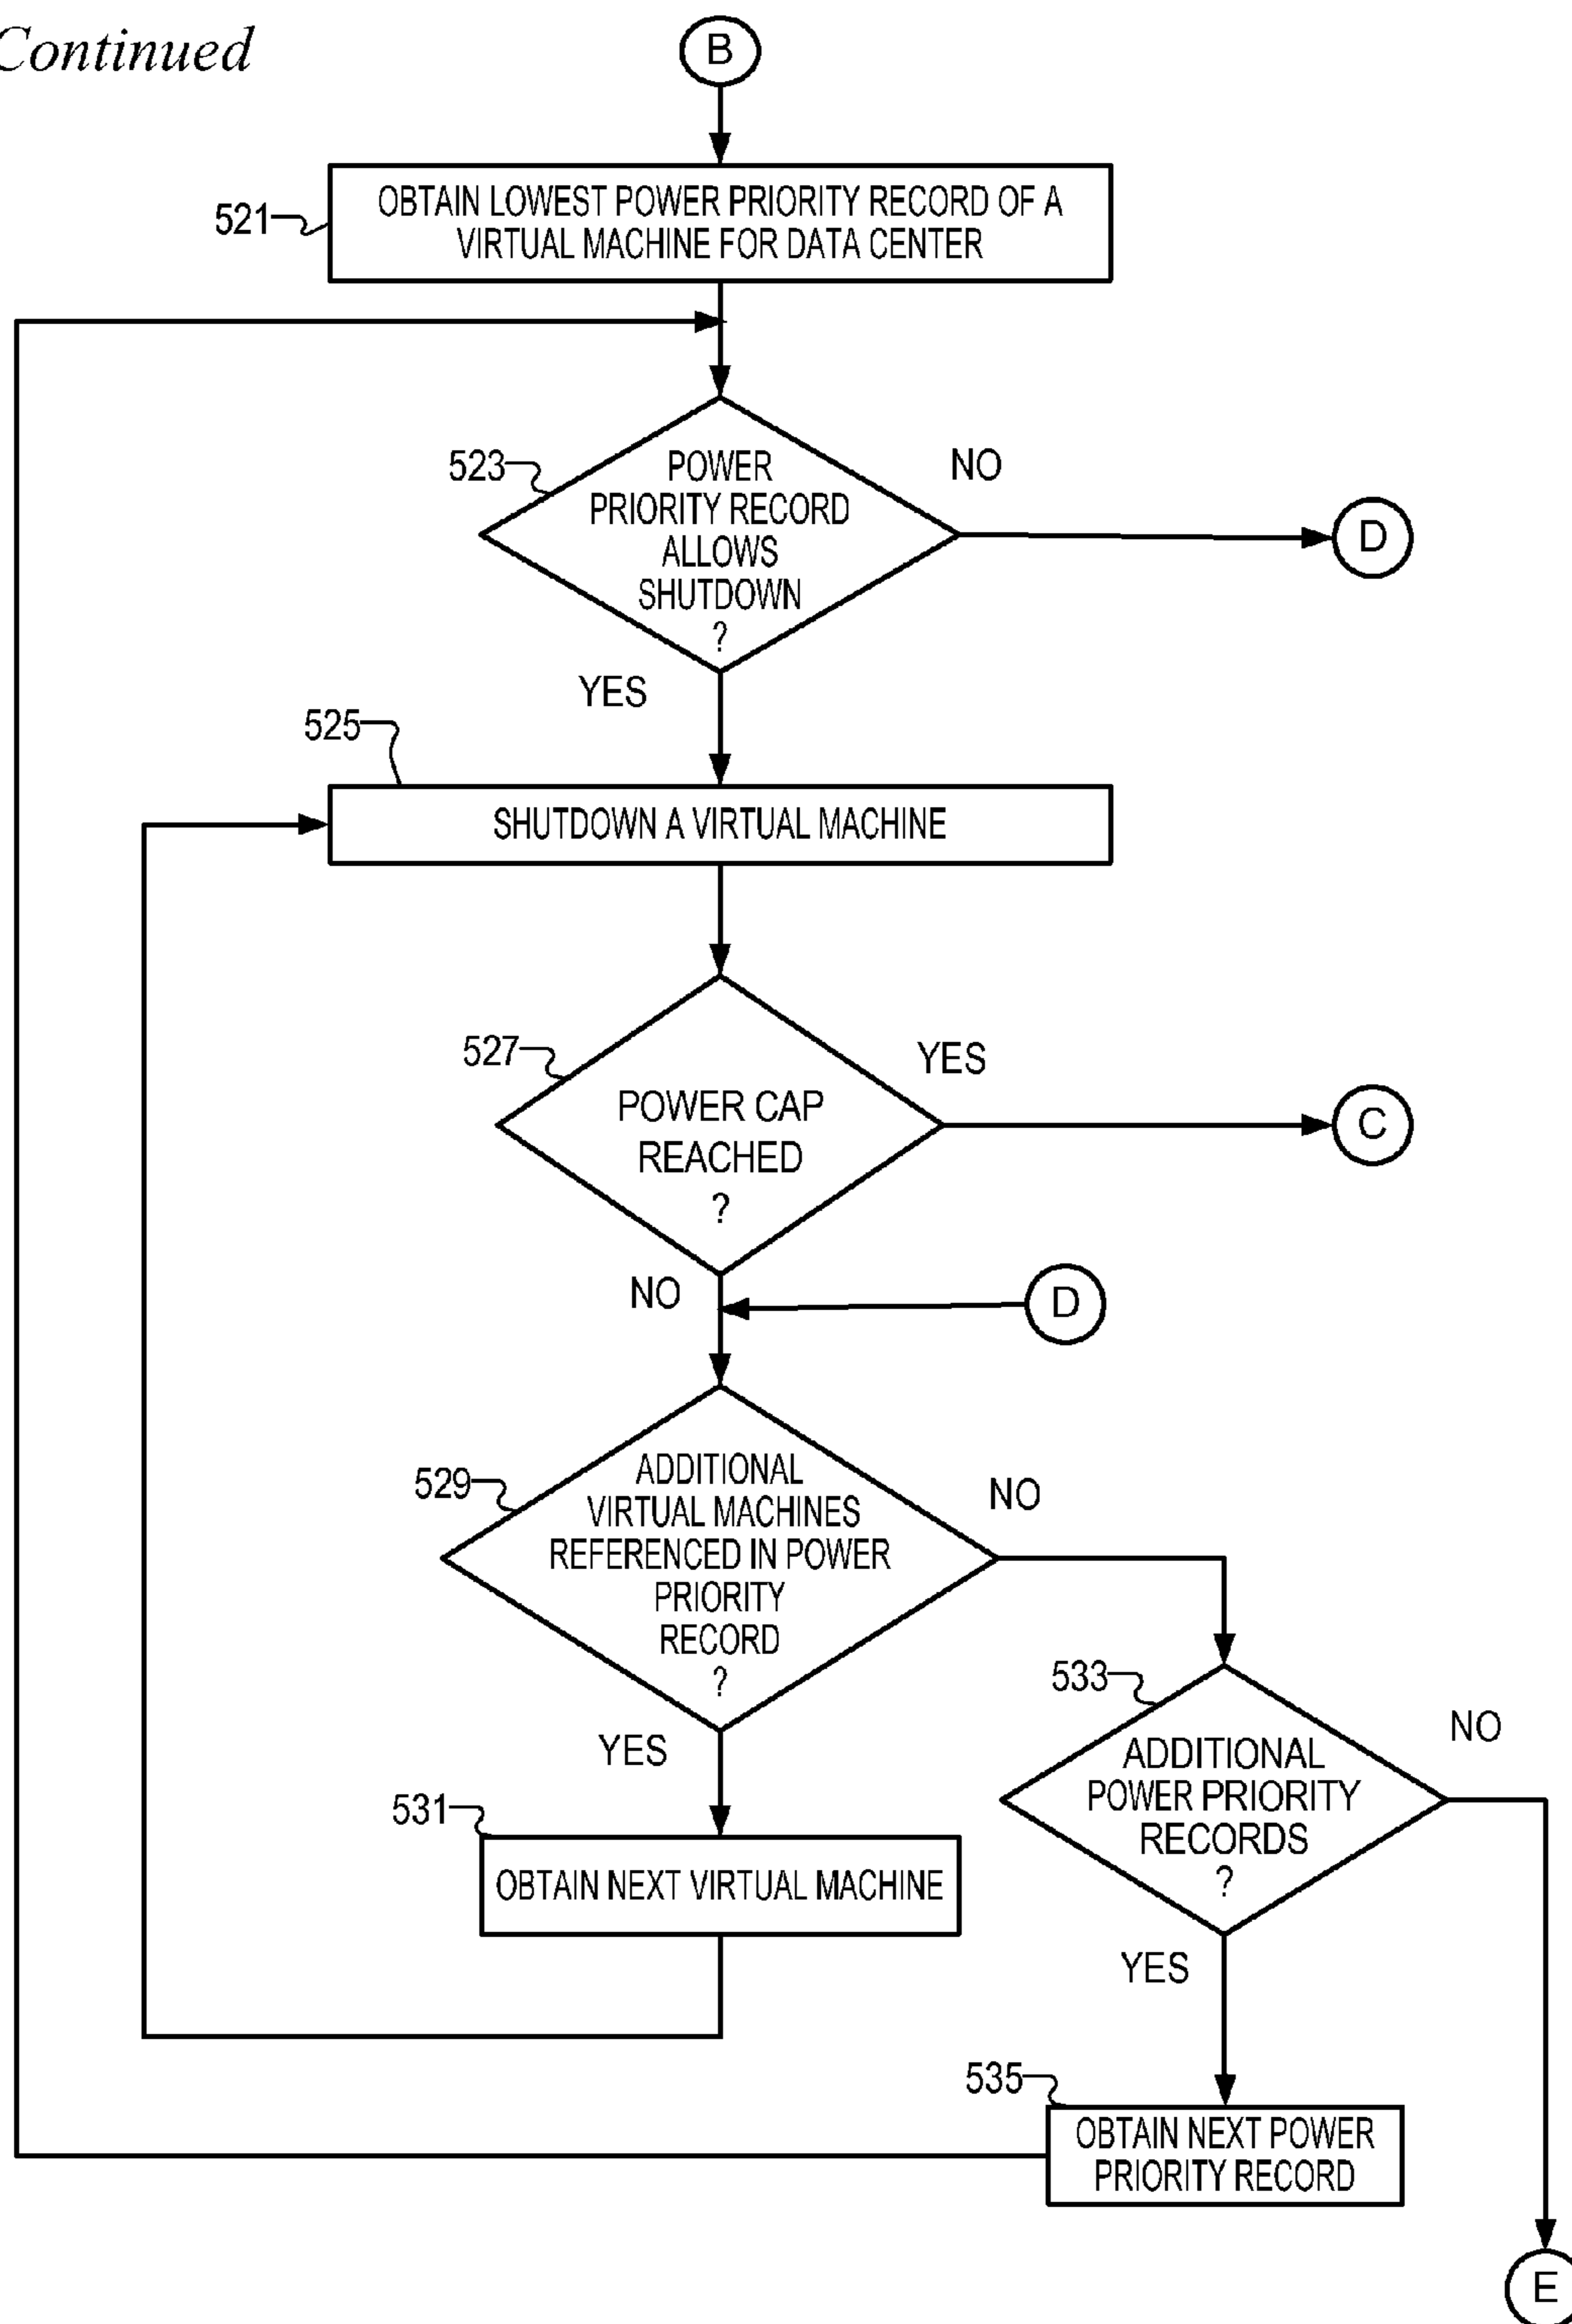 Continued
B
521
OBTAIN LOWEST POWER PRIORITY RECORD OF A
VIRTUAL MACHINE FOR DATA CENTER
523
POWER
PRIORITY RECORD
ALLOWS
SHUTDOWN
?
NO
D
YES
525
SHUTDOWN A VIRTUAL MACHINE
527
POWER CAP
REACHED
?
YES
C
NO
D
529
ADDITIONAL
VIRTUAL MACHINES
REFERENCED IN POWER
PRIORITY
RECORD
?
NO
YES
533
ADDITIONAL
POWER PRIORITY
RECORDS
?
NO
531
OBTAIN NEXT VIRTUAL MACHINE
YES
535
OBTAIN NEXT POWER
PRIORITY RECORD
E